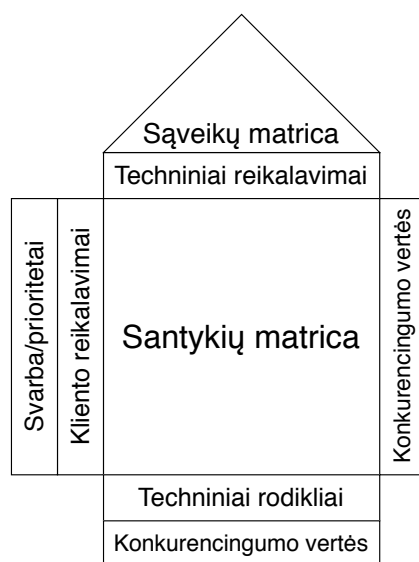 Sąveikų matrica
Techniniai reikalavimai
Svarba/prioritetai
Kliento reikalavimai
Santykių matrica
Konkurencingumo vertės
Techniniai rodikliai
Konkurencingumo vertės